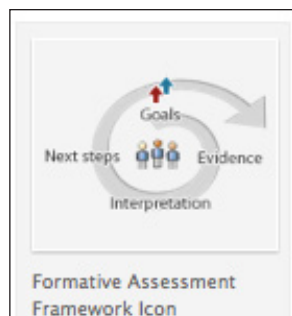 Goals
Next steps
Evidence
Interpretation
Formative Assessment
Framework Icon